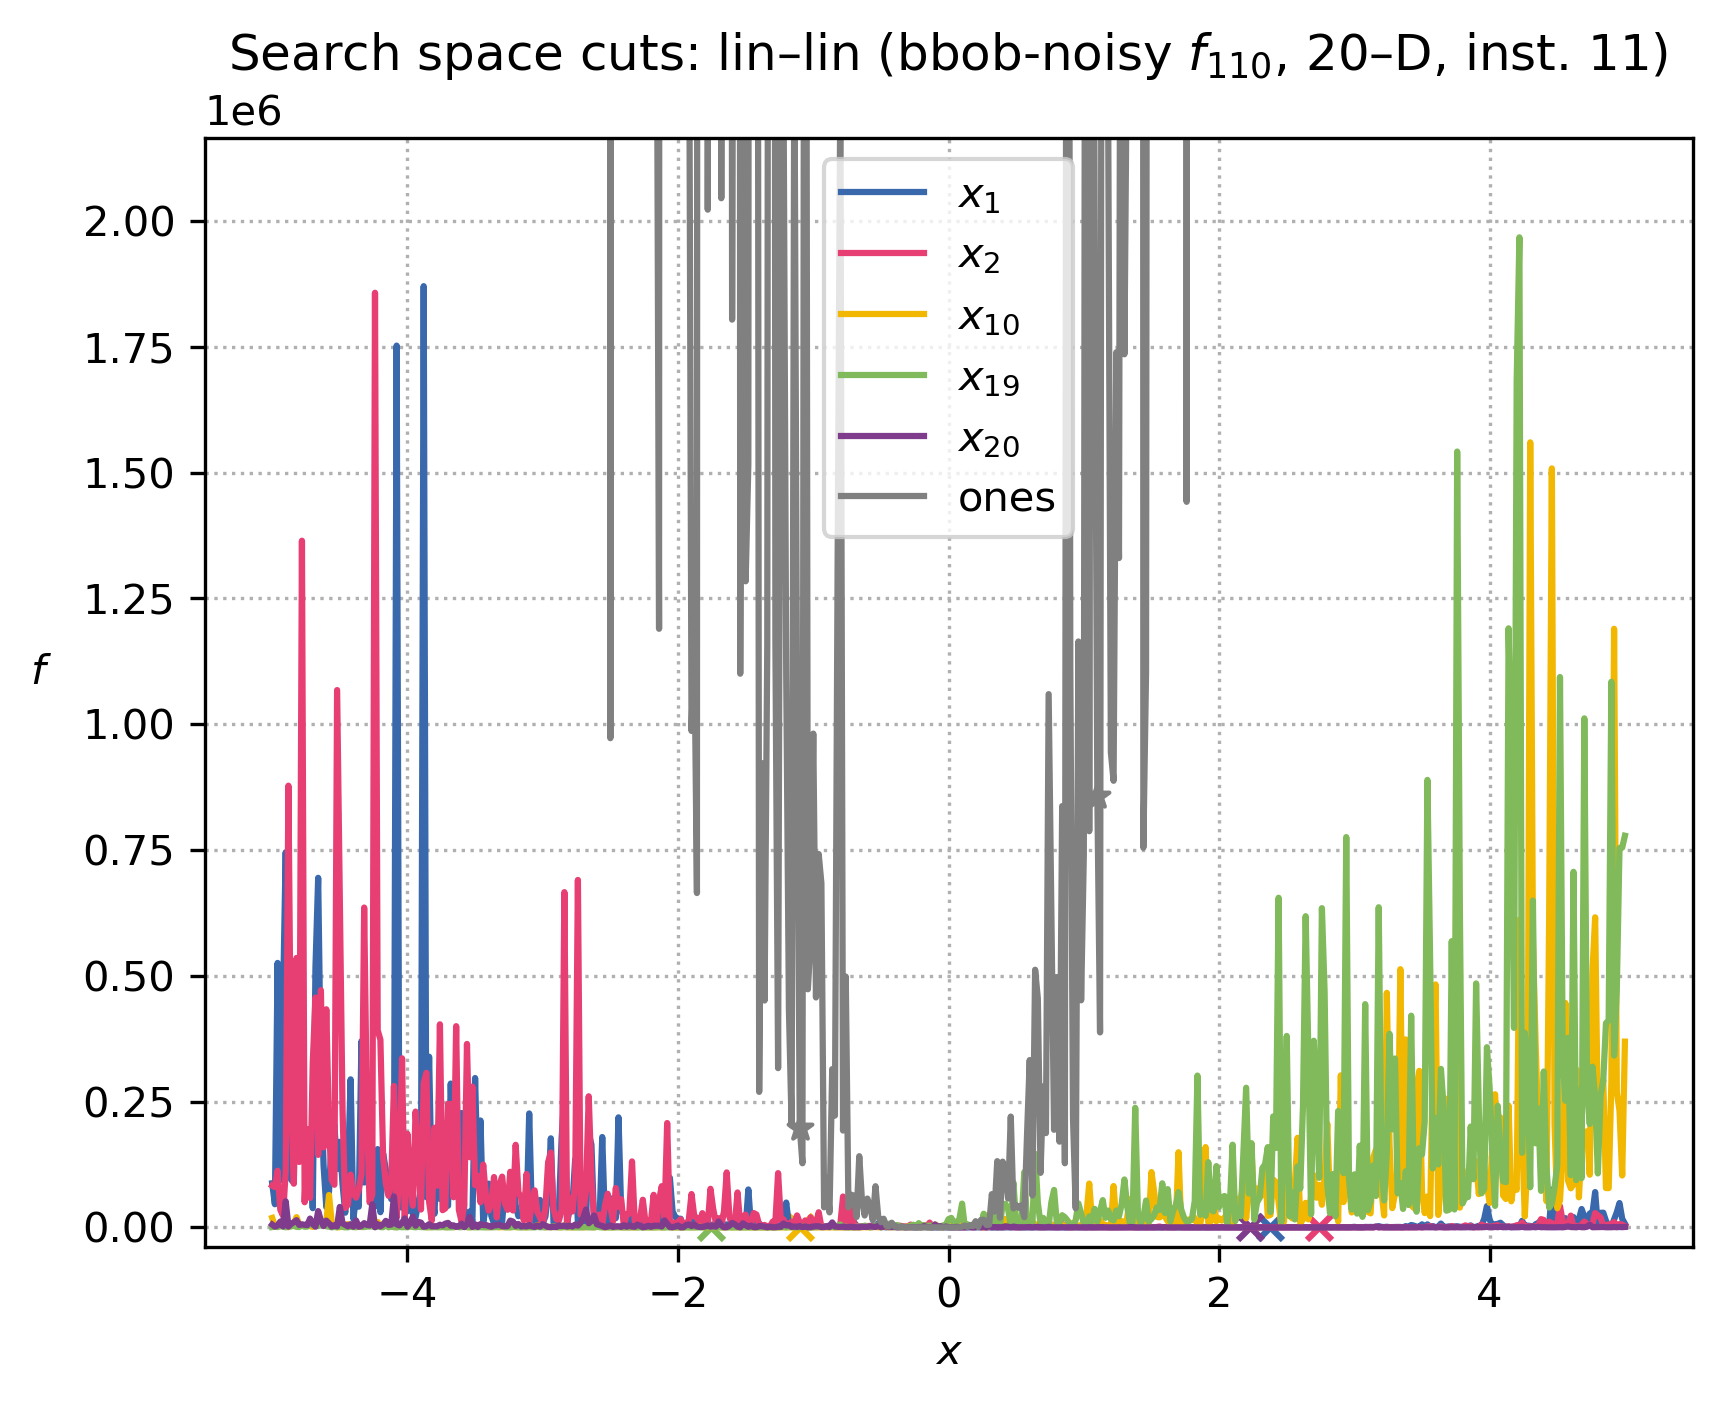 Search space cuts: lin–lin (bbob-noisy f₁₁₀, 20–D, inst. 11)
1e6
2.00
1.75
1.50
1.25
1.00
0.75
0.50
0.25
0.00
f
x₁
x₂
x₁₀
x₁₉
x₂₀
ones
−4
−2
0
2
4
x